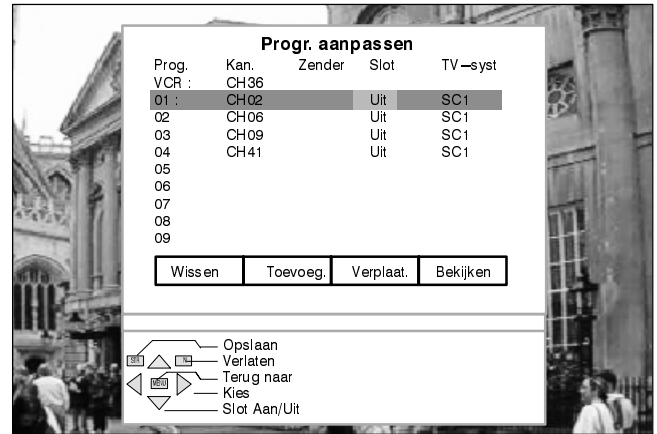 Progr. aanpassen
Prog. Kan. Zender Slot TV–syst
VCR : CH36
01 : CH02 Uit SC1
02 CH06 Uit SC1
03 CH09 Uit SC1
04 CH41 Uit SC1
05
06
07
08
09
Wissen Toevoeg. Verplaat. Bekijken
Opslaan
STR N Verlaten
Terug naar
MENU Kies
Slot Aan/Uit